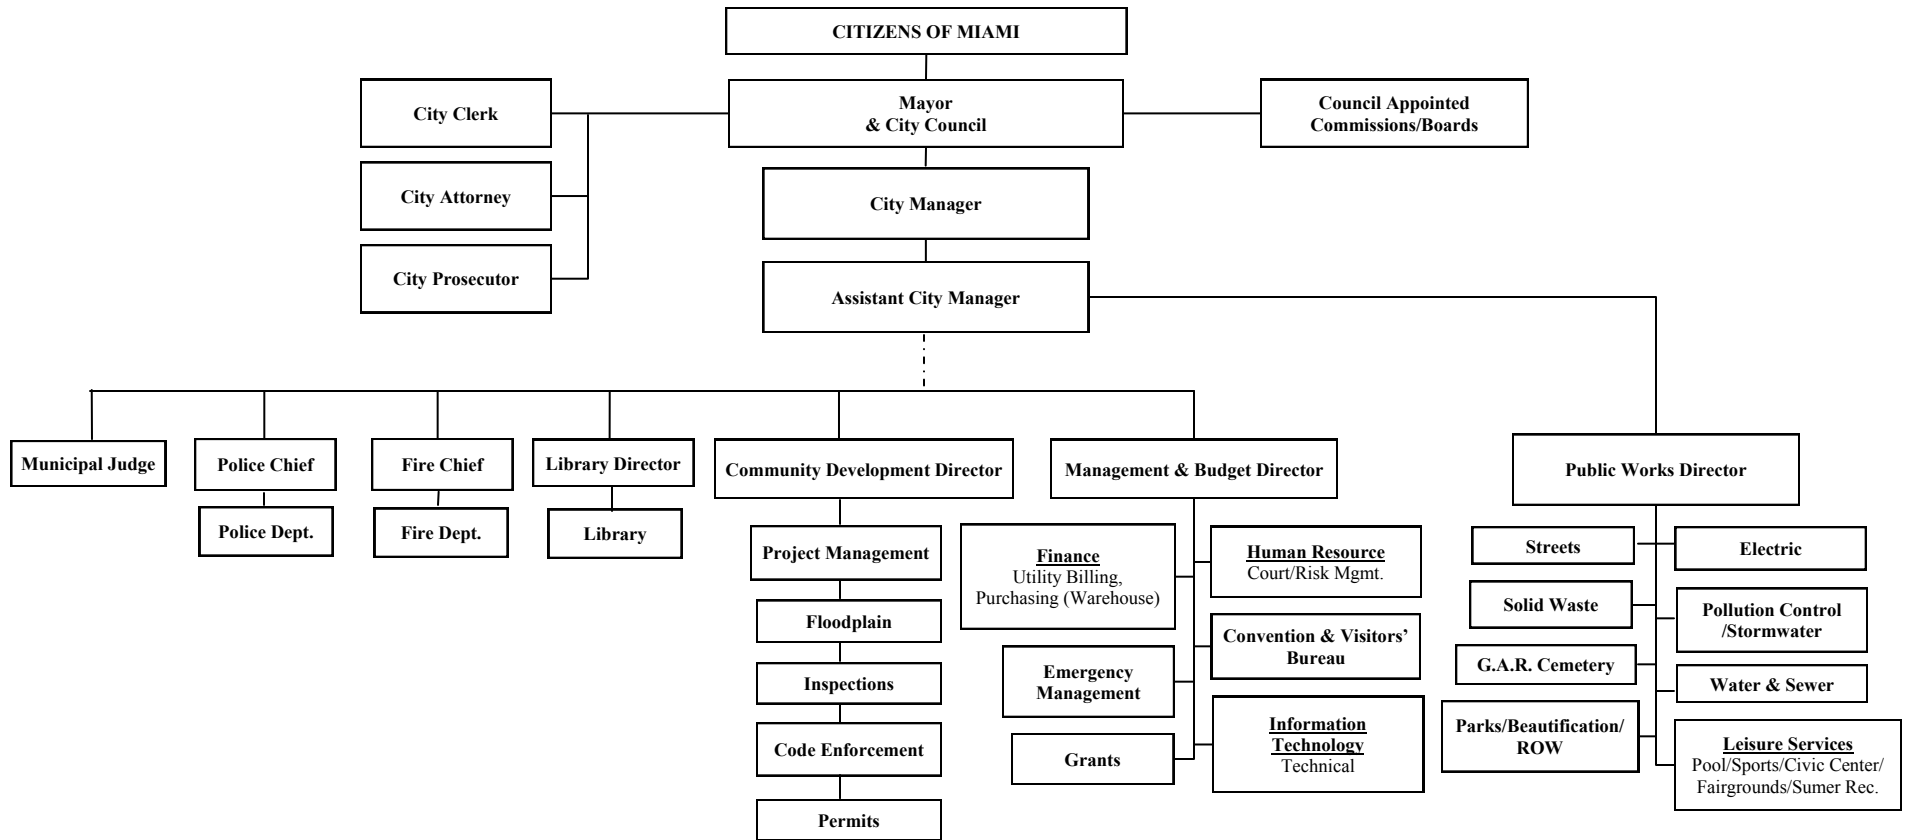 CITIZENS OF MIAMI
City Clerk
Mayor
& City Council
Council Appointed
Commissions/Boards
City Attorney
City Manager
City Prosecutor
Assistant City Manager
Municipal Judge
Police Chief
Fire Chief
Library Director
Community Development Director
Management & Budget Director
Public Works Director
Police Dept.
Fire Dept.
Library
Project Management
Floodplain
Inspections
Code Enforcement
Permits
Finance
Utility Billing,
Purchasing (Warehouse)
Human Resource
Court/Risk Mgmt.
Convention & Visitors’
Bureau
Emergency
Management
Information
Technology
Technical
Grants
Streets
Electric
Solid Waste
Pollution Control
/Stormwater
G.A.R. Cemetery
Water & Sewer
Parks/Beautification/
ROW
Leisure Services
Pool/Sports/Civic Center/
Fairgrounds/Sumer Rec.